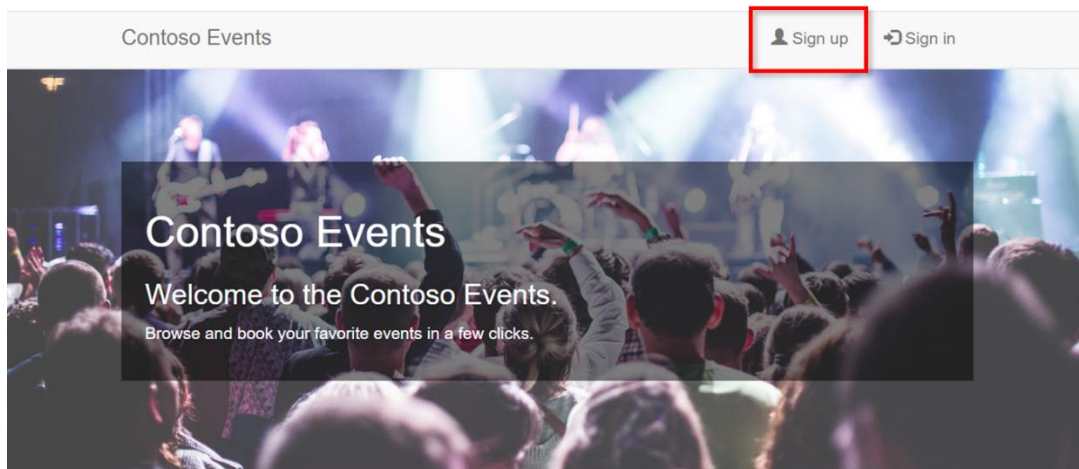 Contoso Events Sign up Sign in
Contoso Events
Welcome to the Contoso Events.
Browse and book your favorite events in a few clicks.